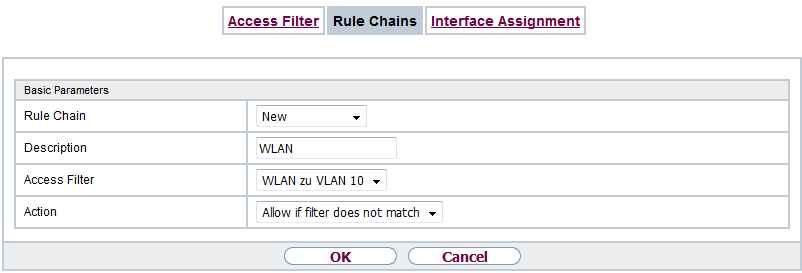 Access Filter Rule Chains Interface Assignment
Basic Parameters
Rule Chain New
Description WLAN
Access Filter WLAN zu VLAN 10
Action Allow if filter does not match
OK Cancel